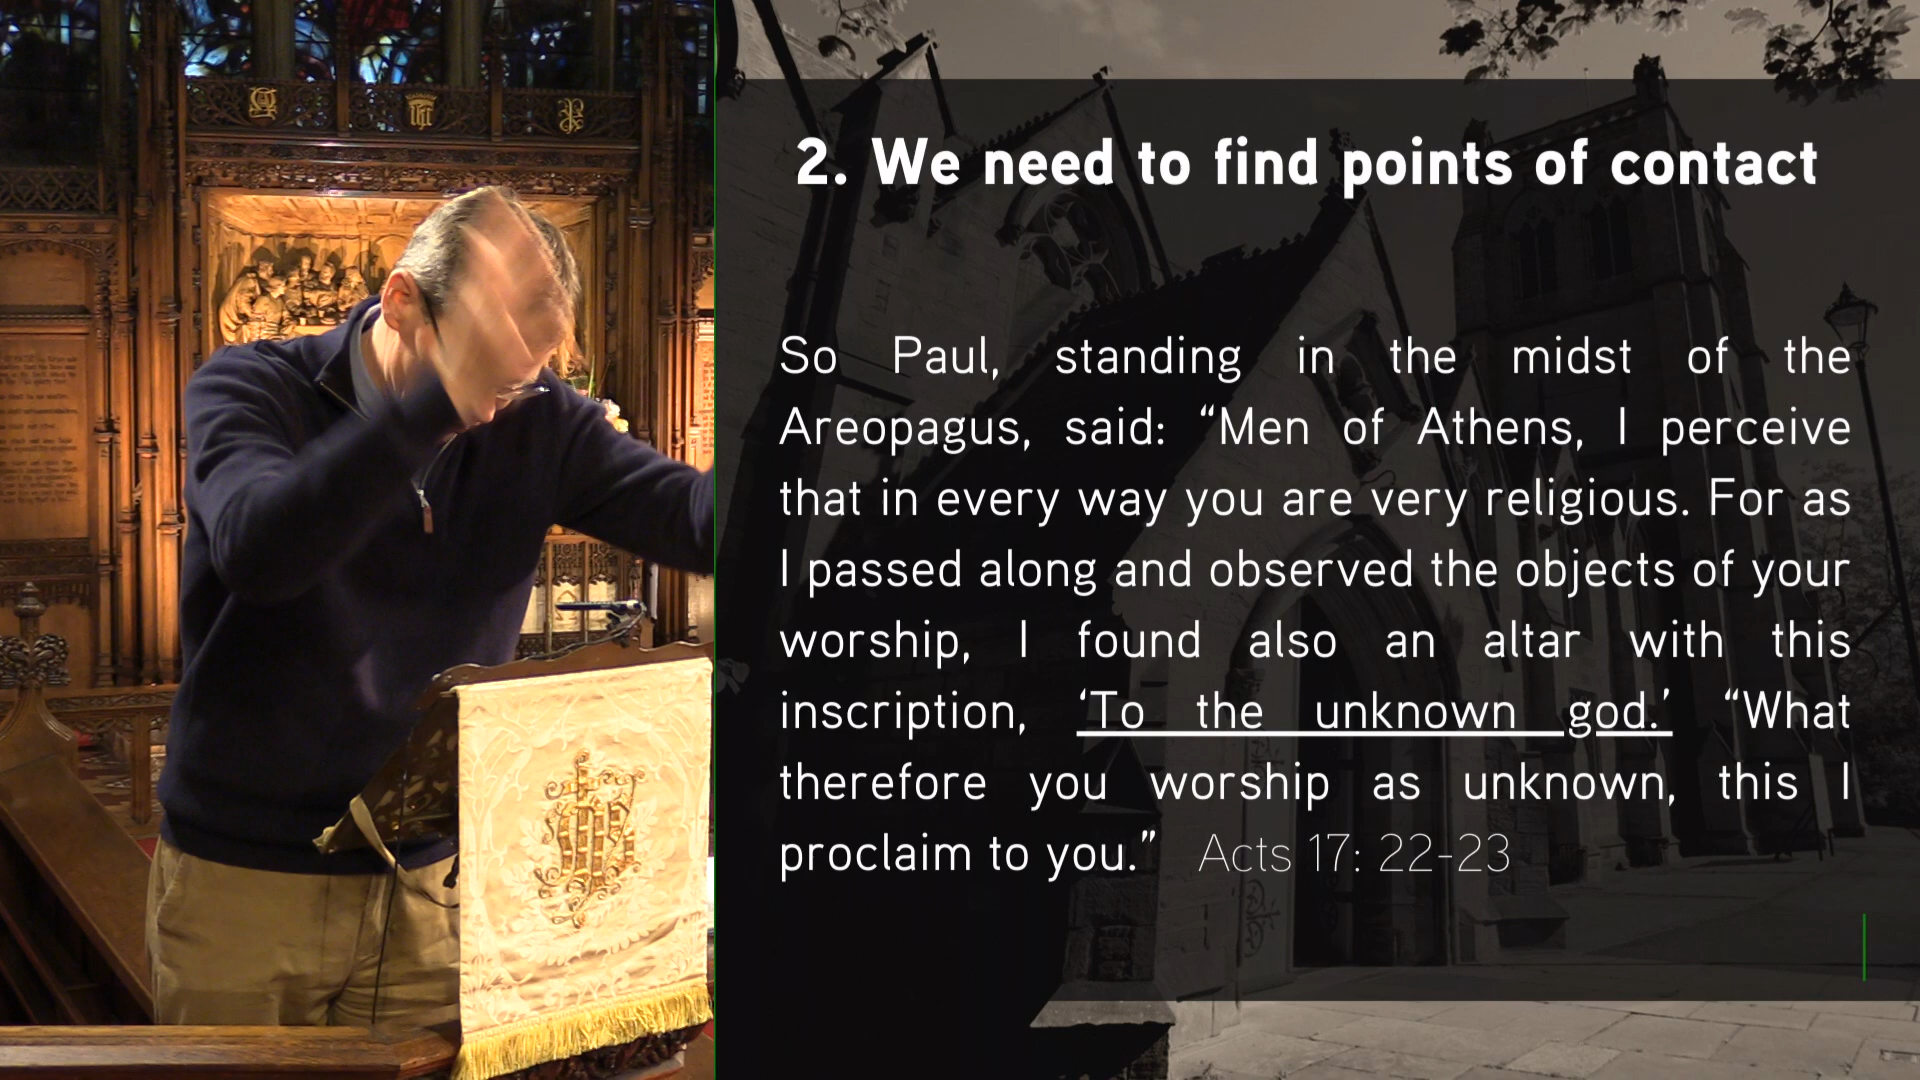 2. We need to find points of contact
So Paul, standing in the midst of the
Areopagus, said: “Men of Athens, I perceive
that in every way you are very religious. For as
I passed along and observed the objects of your
worship, I found also an altar with this
inscription, ‘To the unknown god.’ “What
therefore you worship as unknown, this I
proclaim to you.” Acts 17: 22-23